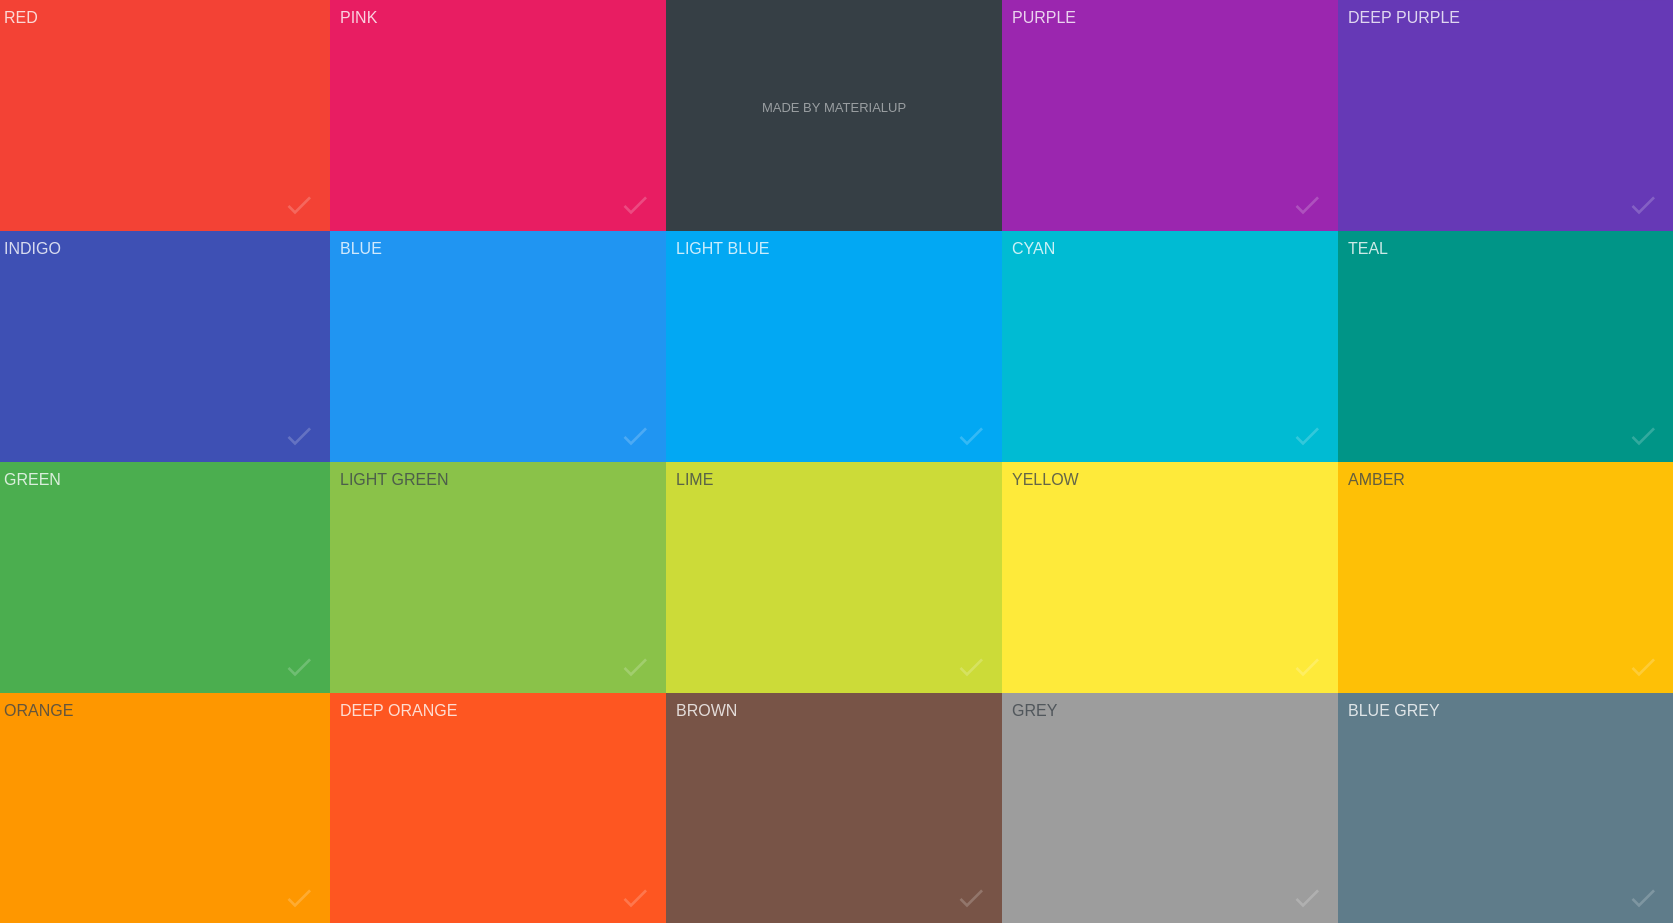 RED
PINK
MADE BY MATERIALUP
PURPLE
DEEP PURPLE
INDIGO
BLUE
LIGHT BLUE
CYAN
TEAL
GREEN
LIGHT GREEN
LIME
YELLOW
AMBER
ORANGE
DEEP ORANGE
BROWN
GREY
BLUE GREY